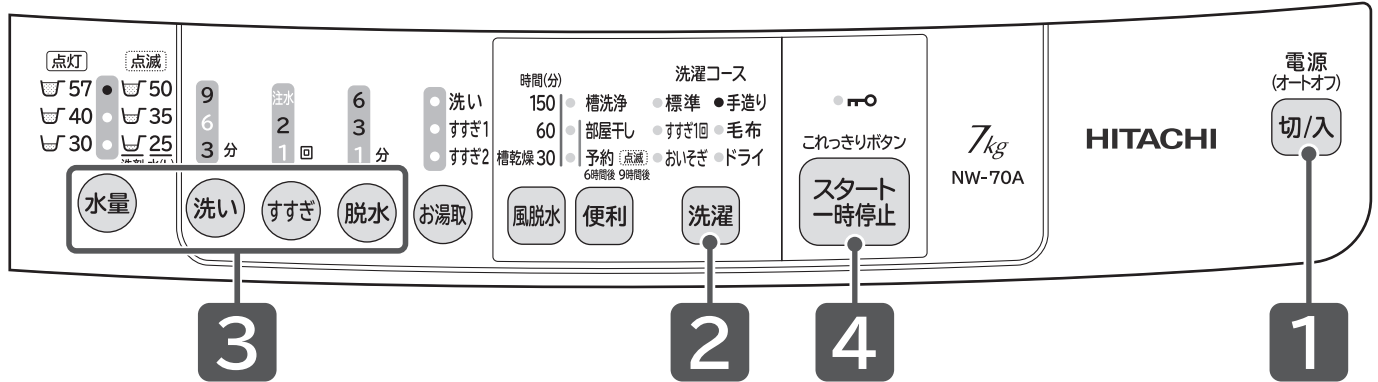 点灯 点滅
57 50
40 35
30 25
水量
9
6
3 分
洗い
注水
2
1 回
すすぎ
6
3
1 分
脱水
洗い
すすぎ1
すすぎ2
お湯取
時間(分)
150
60
槽乾燥 30
風脱水
槽洗浄
部屋干し
予約 点滅
6時間後 9時間後
便利
洗濯コース
標準 手造り
すすぎ1回 毛布
おいそぎ ドライ
洗濯
これっきりボタン
スタート
一時停止
7kg
NW-70A
HITACHI
電源
(オートオフ)
切/入
3
2
4
1